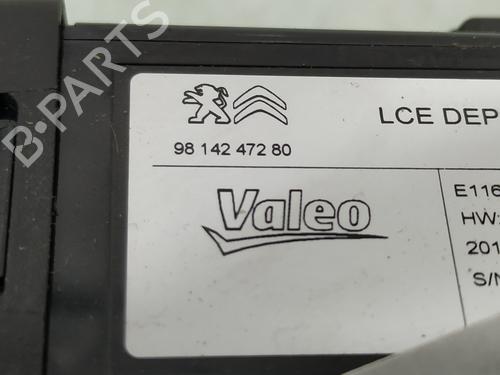 B-PARTS
LCE DEP
98 142 472 80
Valeo
E116
HW:
201
S/N